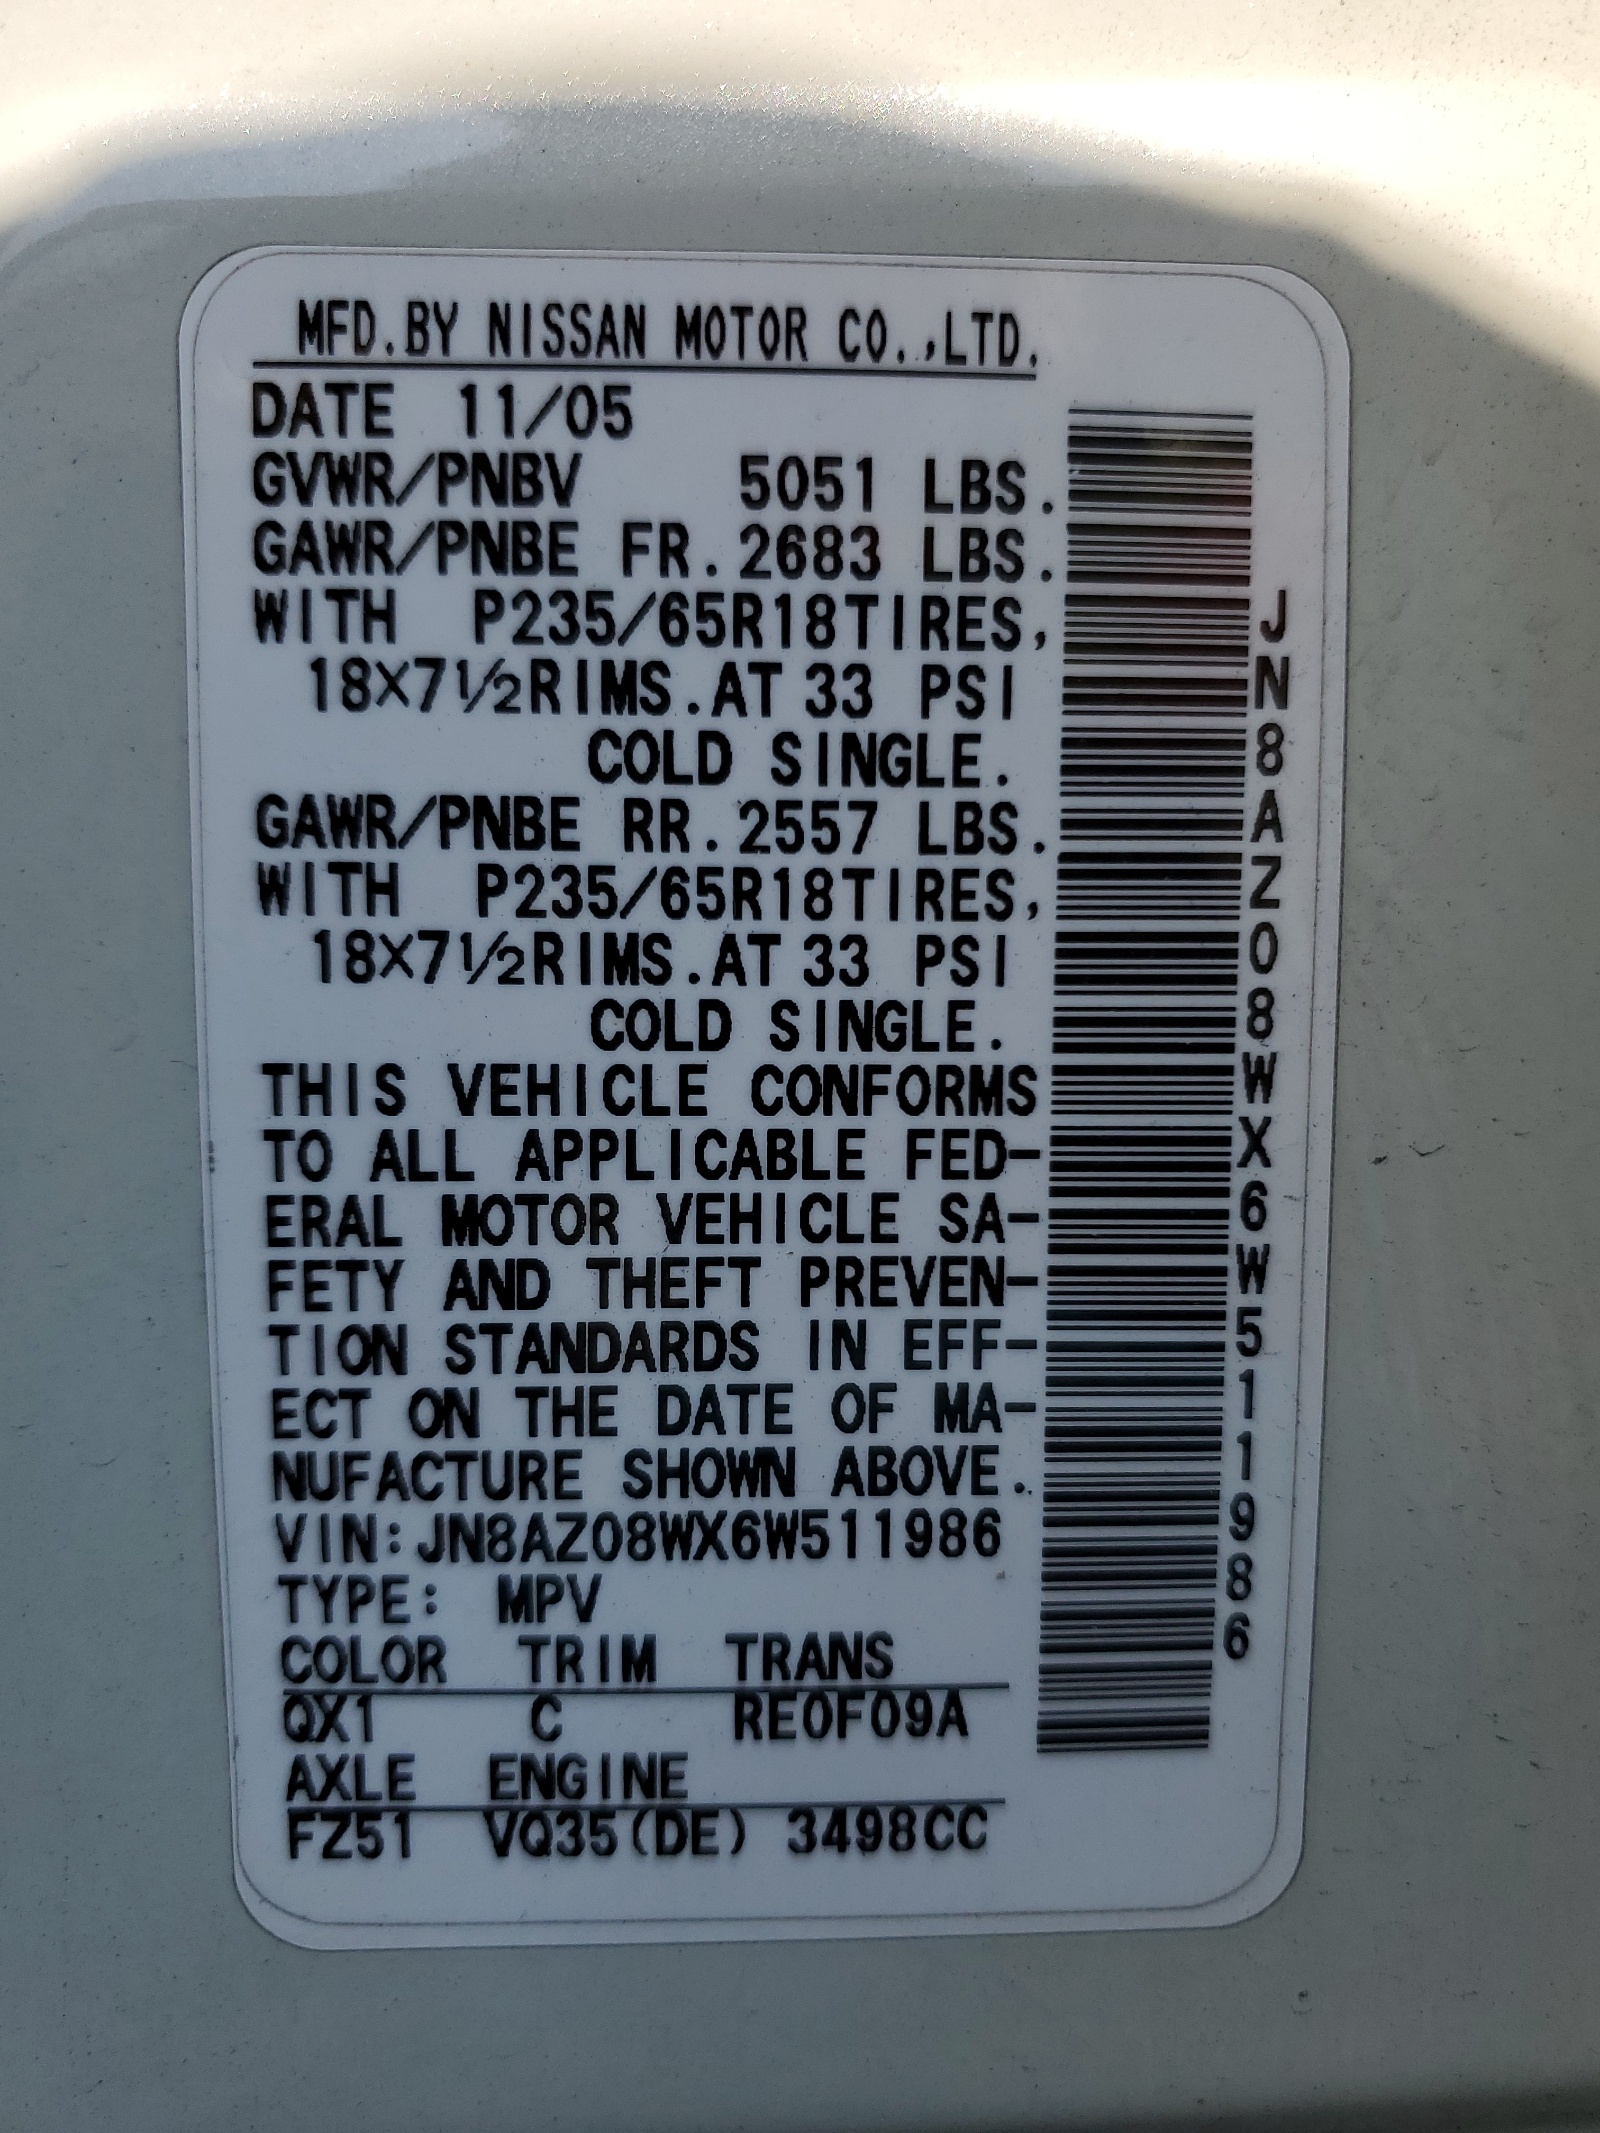 MFD.BY NISSAN MOTOR CO.,LTD.
DATE 11/05
GVWR/PNBV 5051 LBS.
GAWR/PNBE FR.2683 LBS.
WITH P235/65R18TIRES,
18×7½RIMS.AT 33 PSI
COLD SINGLE.
GAWR/PNBE RR.2557 LBS.
WITH P235/65R18TIRES,
18×7½RIMS.AT 33 PSI
COLD SINGLE.
THIS VEHICLE CONFORMS
TO ALL APPLICABLE FED-
ERAL MOTOR VEHICLE SA-
FETY AND THEFT PREVEN-
TION STANDARDS IN EFF-
ECT ON THE DATE OF MA-
NUFACTURE SHOWN ABOVE.
VIN:JN8AZ08WX6W511986
TYPE: MPV
COLOR TRIM TRANS
QX1 C RE0F09A
AXLE ENGINE
FZ51 VQ35(DE) 3498CC
JN8AZ08WX6W511986